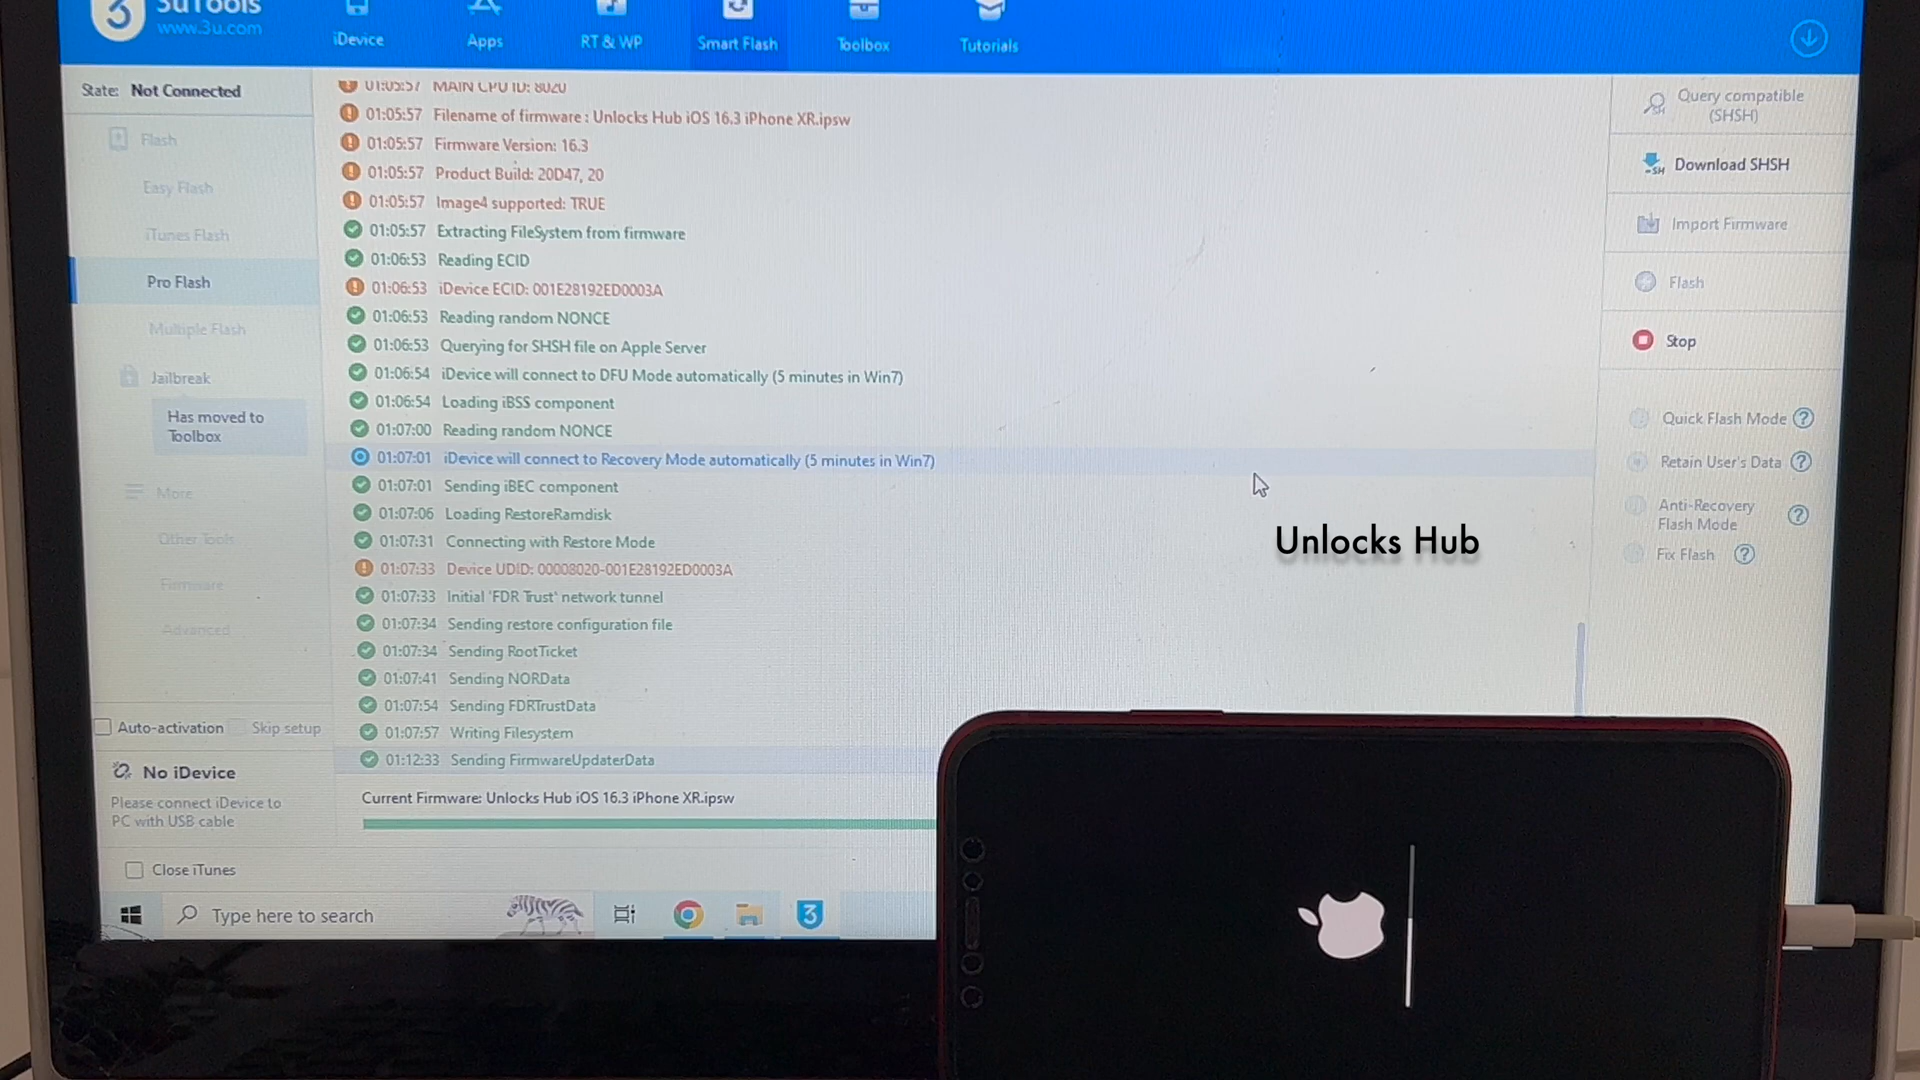 3uTools
www.3u.com
iDevice
Apps
RT & WP
Smart Flash
Toolbox
Tutorials
State: Not Connected
Flash
Easy Flash
iTunes Flash
Pro Flash
Multiple Flash
Jailbreak
Has moved to
Toolbox
More
Other Tools
Firmware
Advanced
Auto-activation
Skip setup
No iDevice
Please connect iDevice to
PC with USB cable
Close iTunes
01:05:57 MAIN CPU ID: 8020
01:05:57 Filename of firmware : Unlocks Hub iOS 16.3 iPhone XR.ipsw
01:05:57 Firmware Version: 16.3
01:05:57 Product Build: 20D47, 20
01:05:57 Image4 supported: TRUE
01:05:57 Extracting FileSystem from firmware
01:06:53 Reading ECID
01:06:53 iDevice ECID: 001E28192ED0003A
01:06:53 Reading random NONCE
01:06:53 Querying for SHSH file on Apple Server
01:06:54 iDevice will connect to DFU Mode automatically (5 minutes in Win7)
01:06:54 Loading iBSS component
01:07:00 Reading random NONCE
01:07:01 iDevice will connect to Recovery Mode automatically (5 minutes in Win7)
01:07:01 Sending iBEC component
01:07:06 Loading RestoreRamdisk
01:07:31 Connecting with Restore Mode
01:07:33 Device UDID: 00008020-001E28192ED0003A
01:07:33 Initial 'FDR Trust' network tunnel
01:07:34 Sending restore configuration file
01:07:34 Sending RootTicket
01:07:41 Sending NORData
01:07:54 Sending FDRTrustData
01:07:57 Writing Filesystem
01:12:33 Sending FirmwareUpdaterData
Current Firmware: Unlocks Hub iOS 16.3 iPhone XR.ipsw
Query compatible
(SHSH)
Download SHSH
Import Firmware
Flash
Stop
Quick Flash Mode ?
Retain User's Data ?
Anti-Recovery
Flash Mode ?
Fix Flash ?
Unlocks Hub
Type here to search